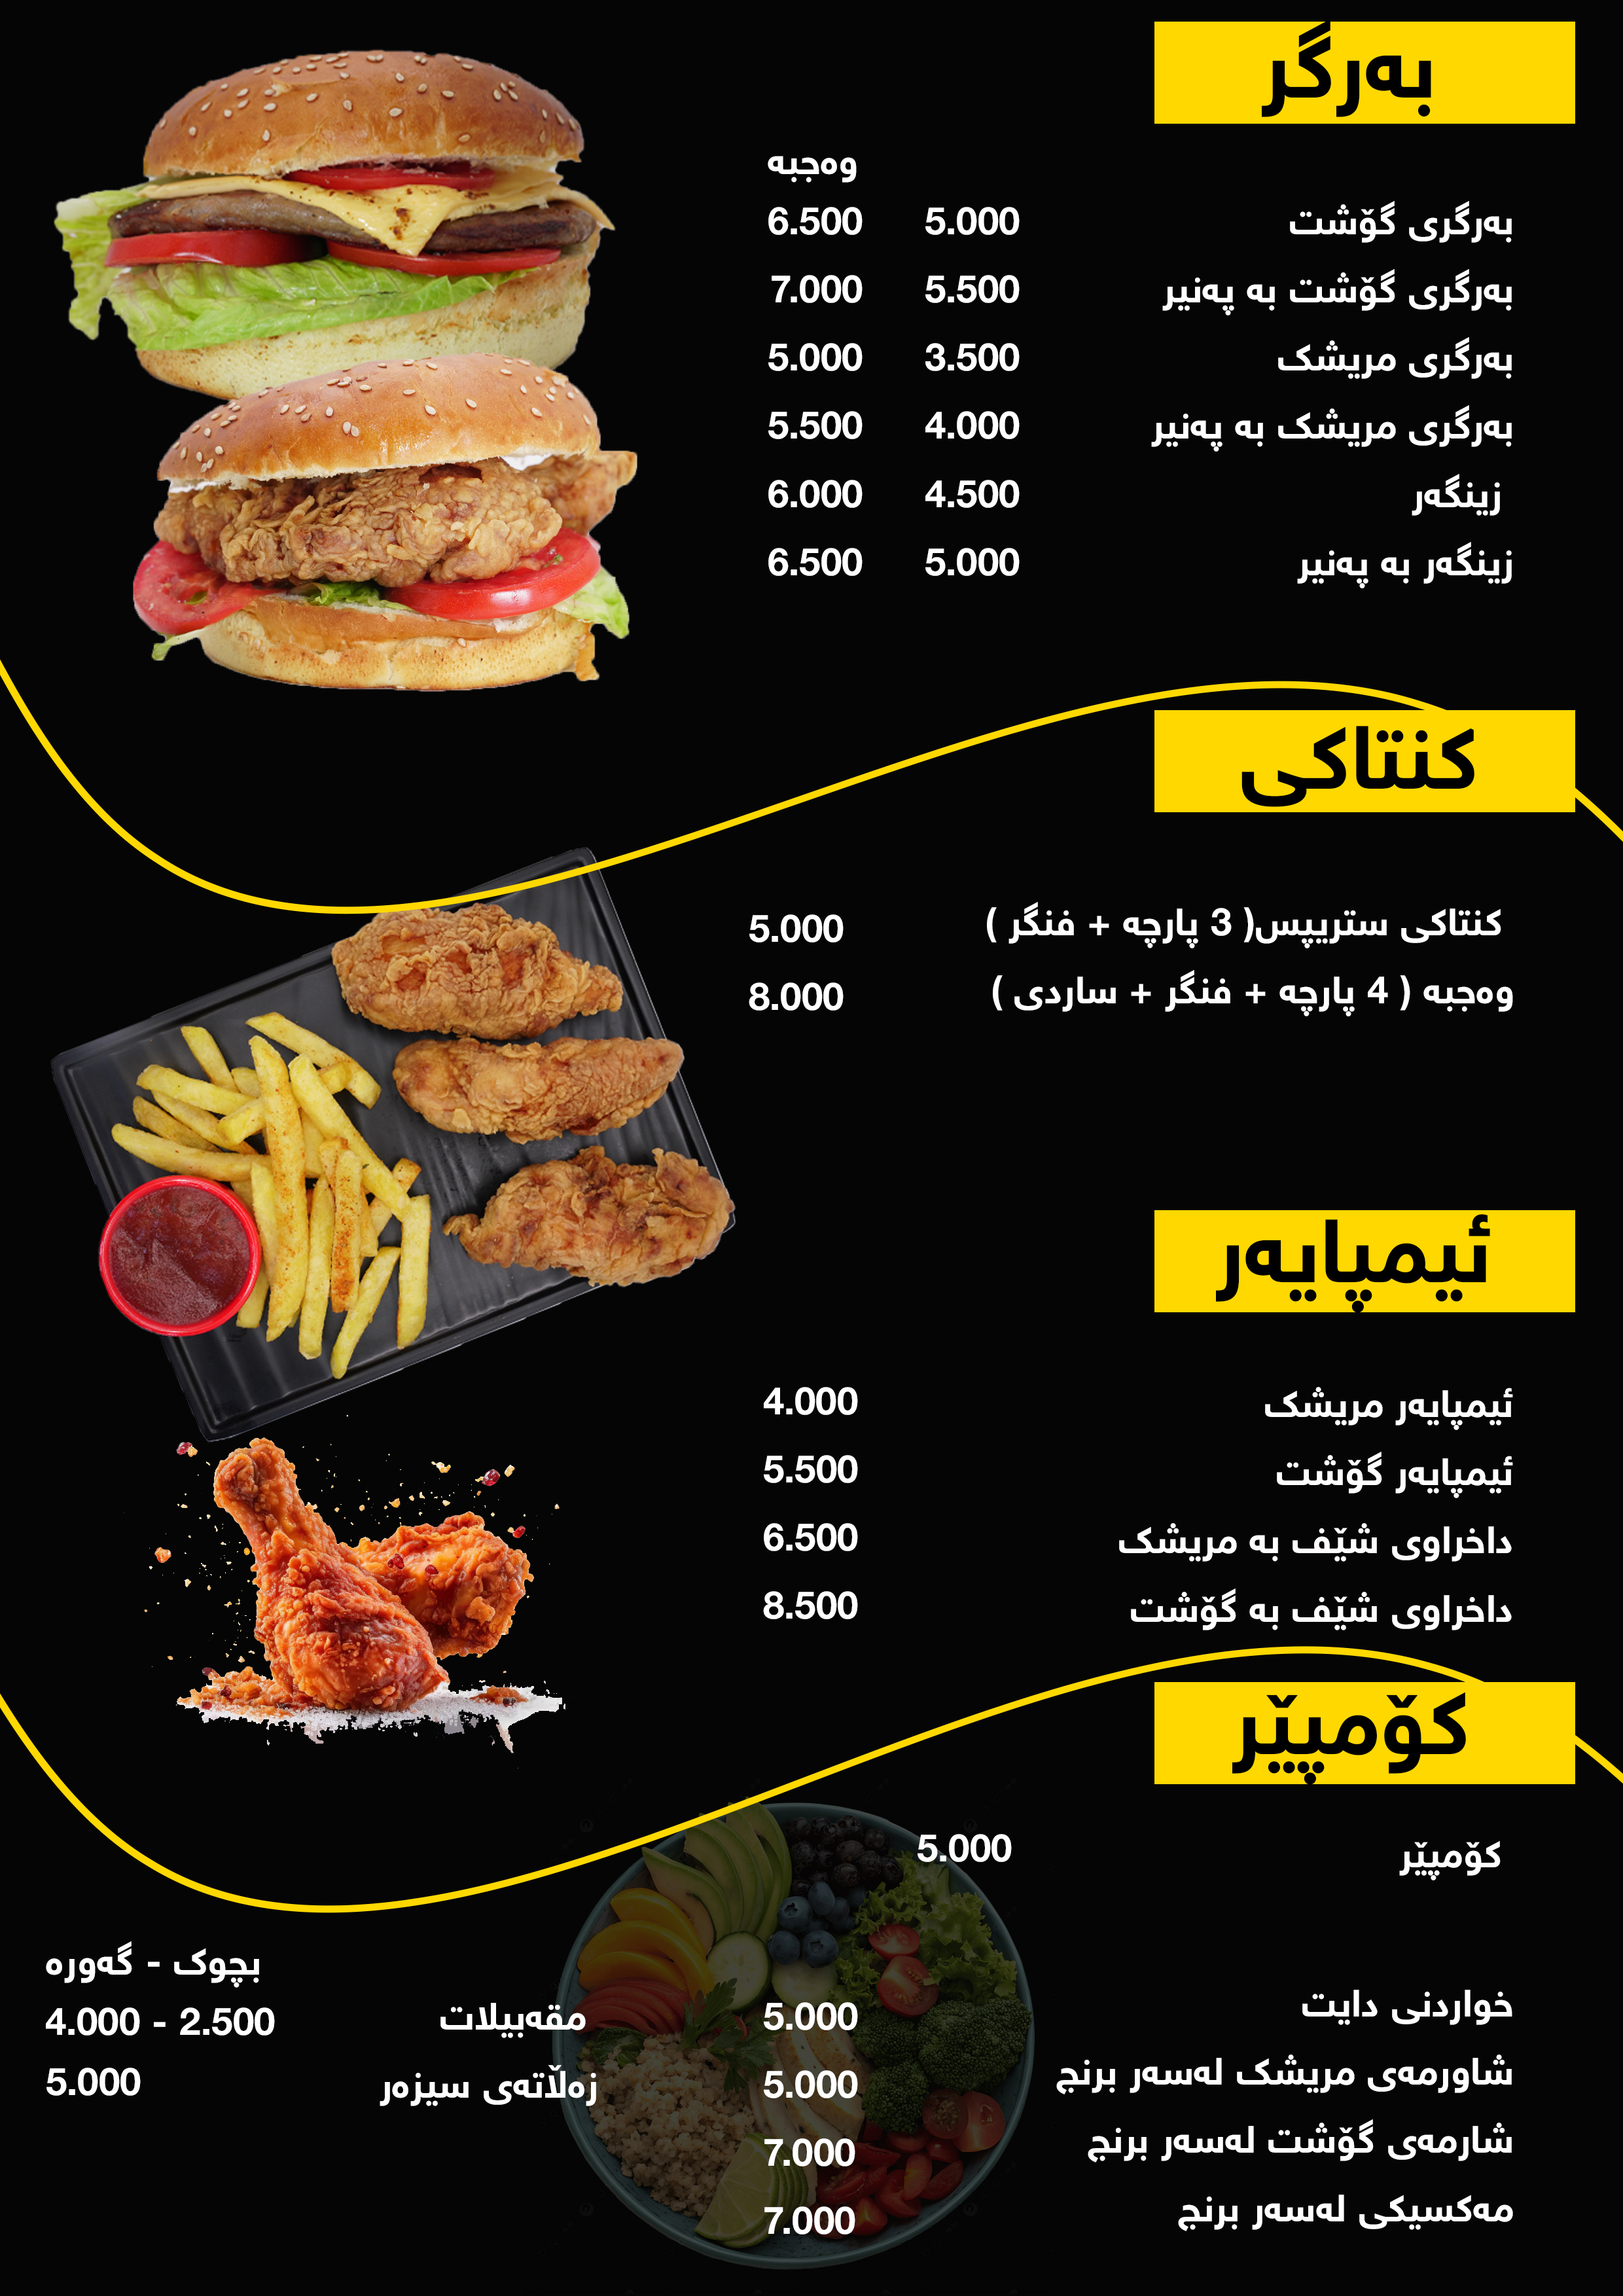 بەرگر
وەجبە
بەرگری گۆشت 5.000 6.500
بەرگری گۆشت بە پەنیر 5.500 7.000
بەرگری مریشک 3.500 5.000
بەرگری مریشک بە پەنیر 4.000 5.500
زینگەر 4.500 6.000
زینگەر بە پەنیر 5.000 6.500
کنتاکی
کنتاکی ستریپس( 3 پارچە + فنگر ) 5.000
وەجبە ( 4 پارچە + فنگر + ساردی ) 8.000
ئیمپایەر
ئیمپایەر مریشک 4.000
ئیمپایەر گۆشت 5.500
داخراوی شێف بە مریشک 6.500
داخراوی شێف بە گۆشت 8.500
کۆمپێر
کۆمپێر 5.000
خواردنی دایت 5.000
شاورمەی مریشک لەسەر برنج 5.000
شارمەی گۆشت لەسەر برنج 7.000
مەکسیکی لەسەر برنج 7.000
بچوک - گەورە
مقەبیلات 2.500 - 4.000
زەڵاتەی سیزەر 5.000